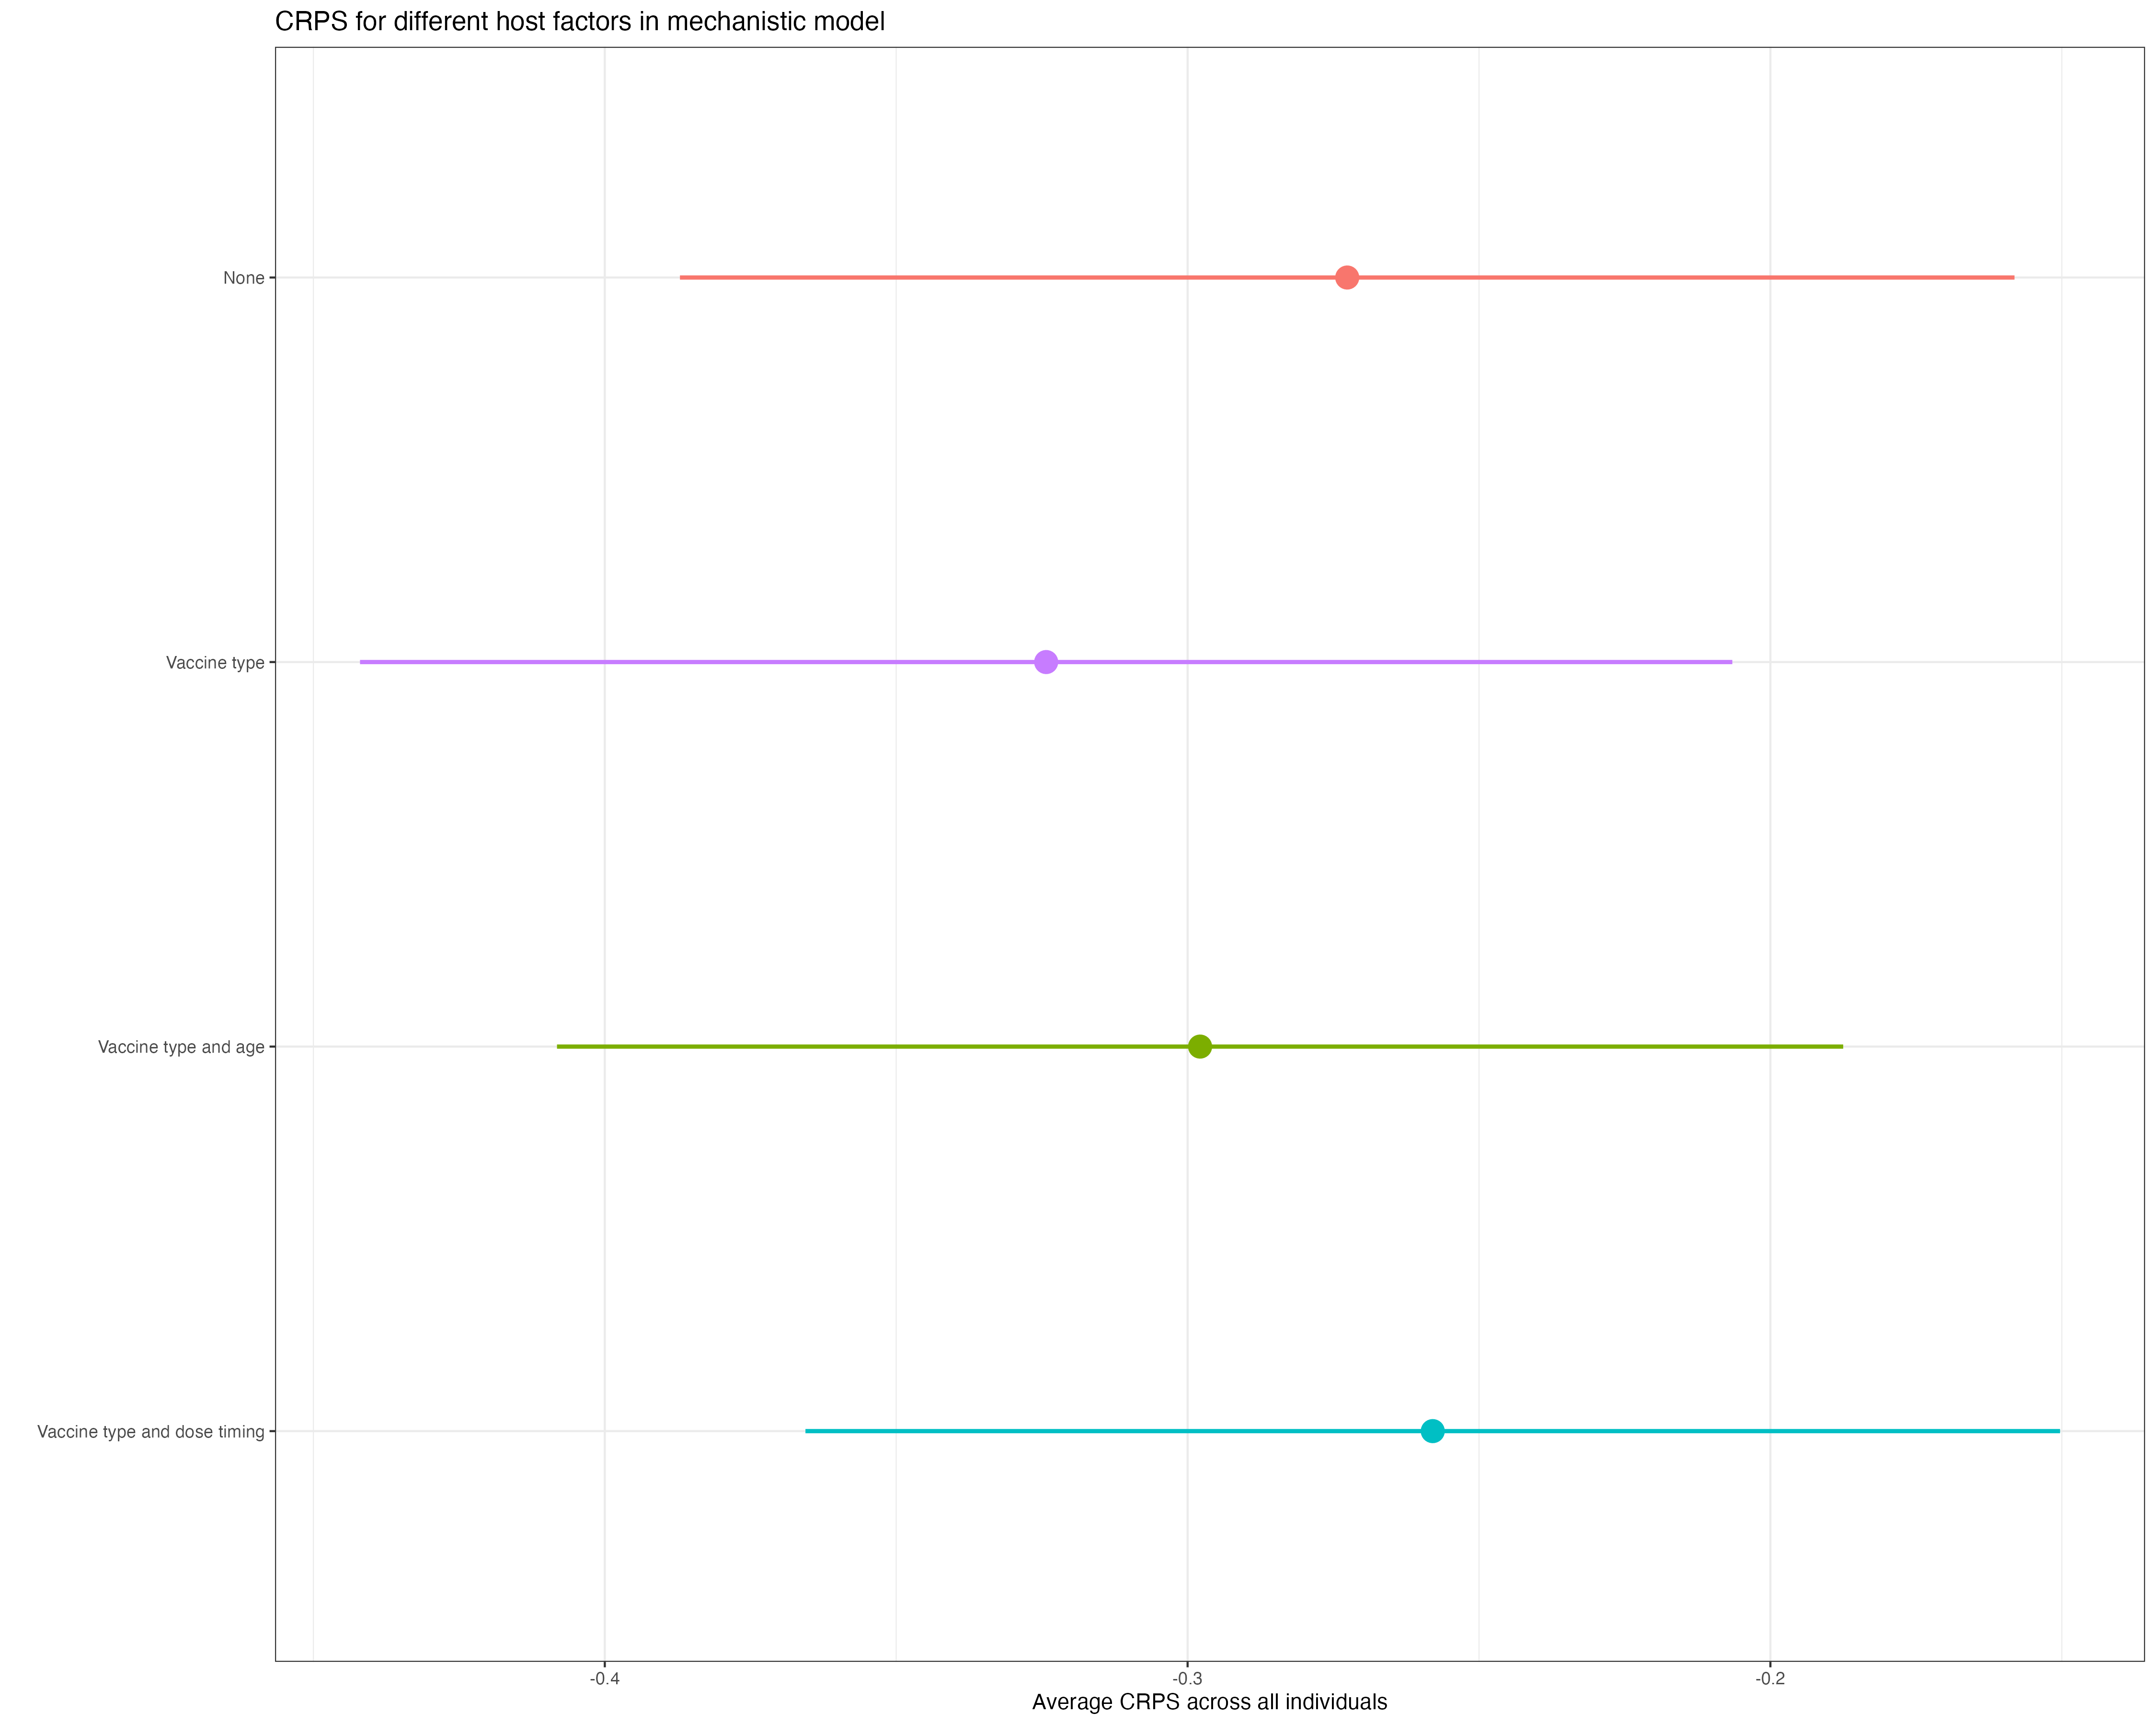 CRPS for different host factors in mechanistic model
None
Vaccine type
Vaccine type and age
Vaccine type and dose timing
-0.4
-0.3
-0.2
Average CRPS across all individuals